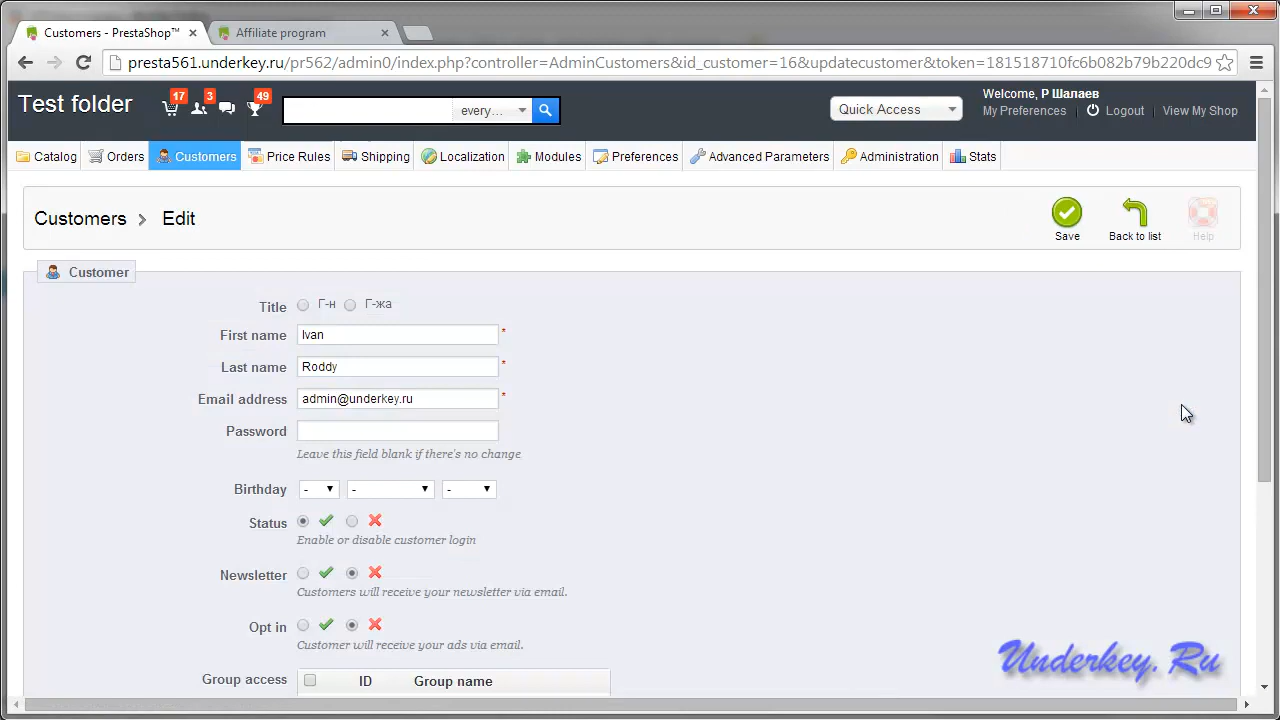 Customers - PrestaShop™
Affiliate program
presta561.underkey.ru/pr562/admin0/index.php?controller=AdminCustomers&id_customer=16&updatecustomer&token=181518710fc6b082b79b220dc9
Test folder
17
3
49
every...
Quick Access
Welcome, Р Шалаев
My Preferences
Logout
View My Shop
Catalog
Orders
Customers
Price Rules
Shipping
Localization
Modules
Preferences
Advanced Parameters
Administration
Stats
Customers > Edit
Save
Back to list
Help
Customer
Title Г-н Г-жа
First name Ivan *
Last name Roddy *
Email address admin@underkey.ru *
Password
Leave this field blank if there's no change
Birthday - - -
Status
Enable or disable customer login
Newsletter
Customers will receive your newsletter via email.
Opt in
Customer will receive your ads via email.
Group access ID Group name
Underkey.Ru